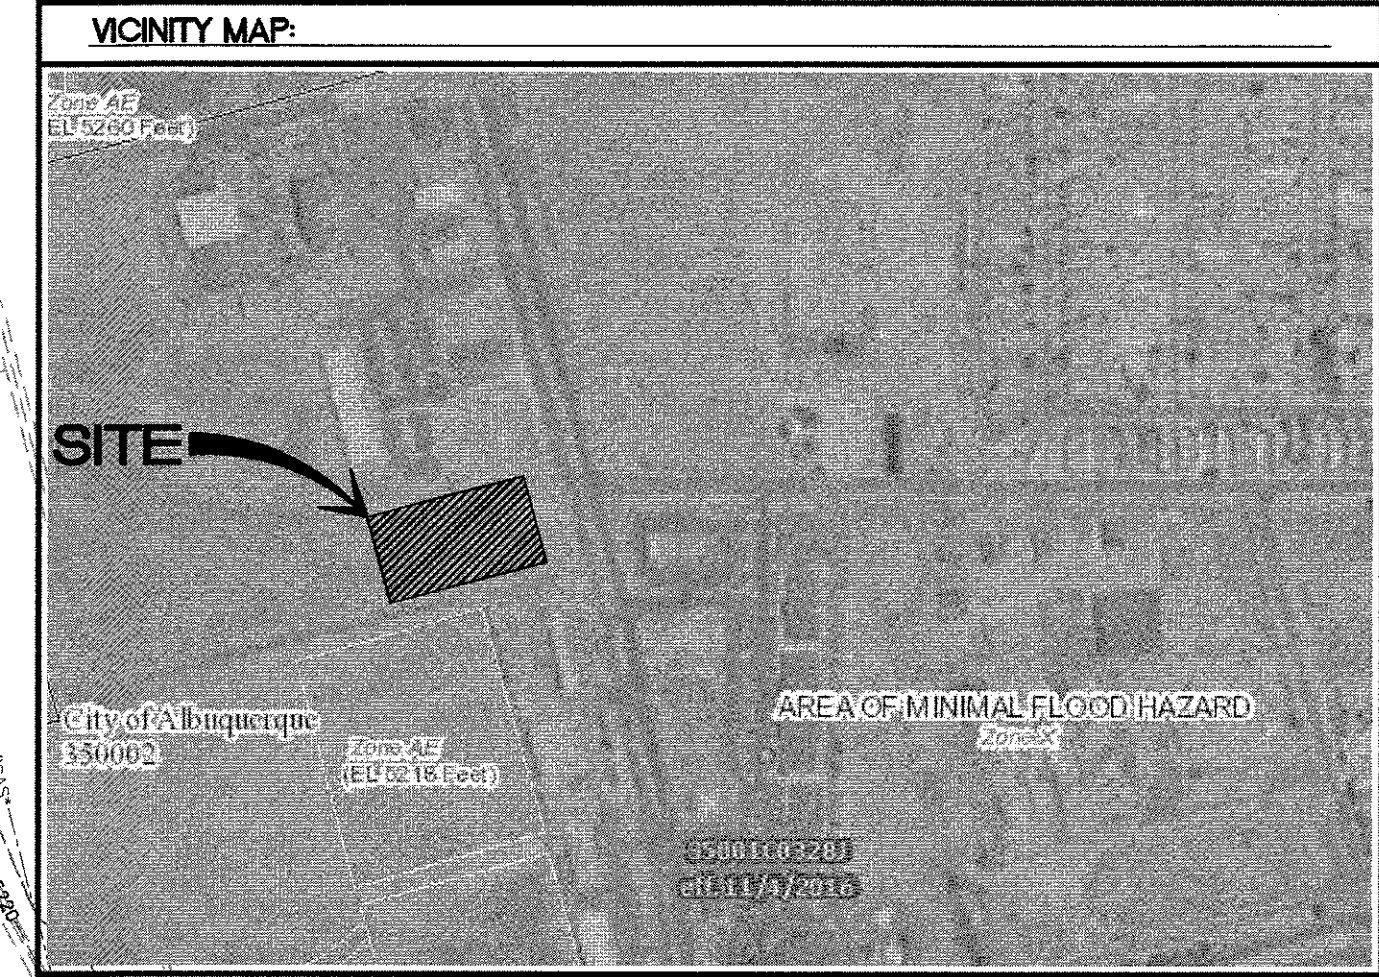 VICINITY MAP:
Zone AE
(EL 5260 Feet)
SITE
City of Albuquerque
350002
Zone AE
(EL 5218 Feet)
AREA OF MINIMAL FLOOD HAZARD
Zone X
eff. 11/4/2016
5220